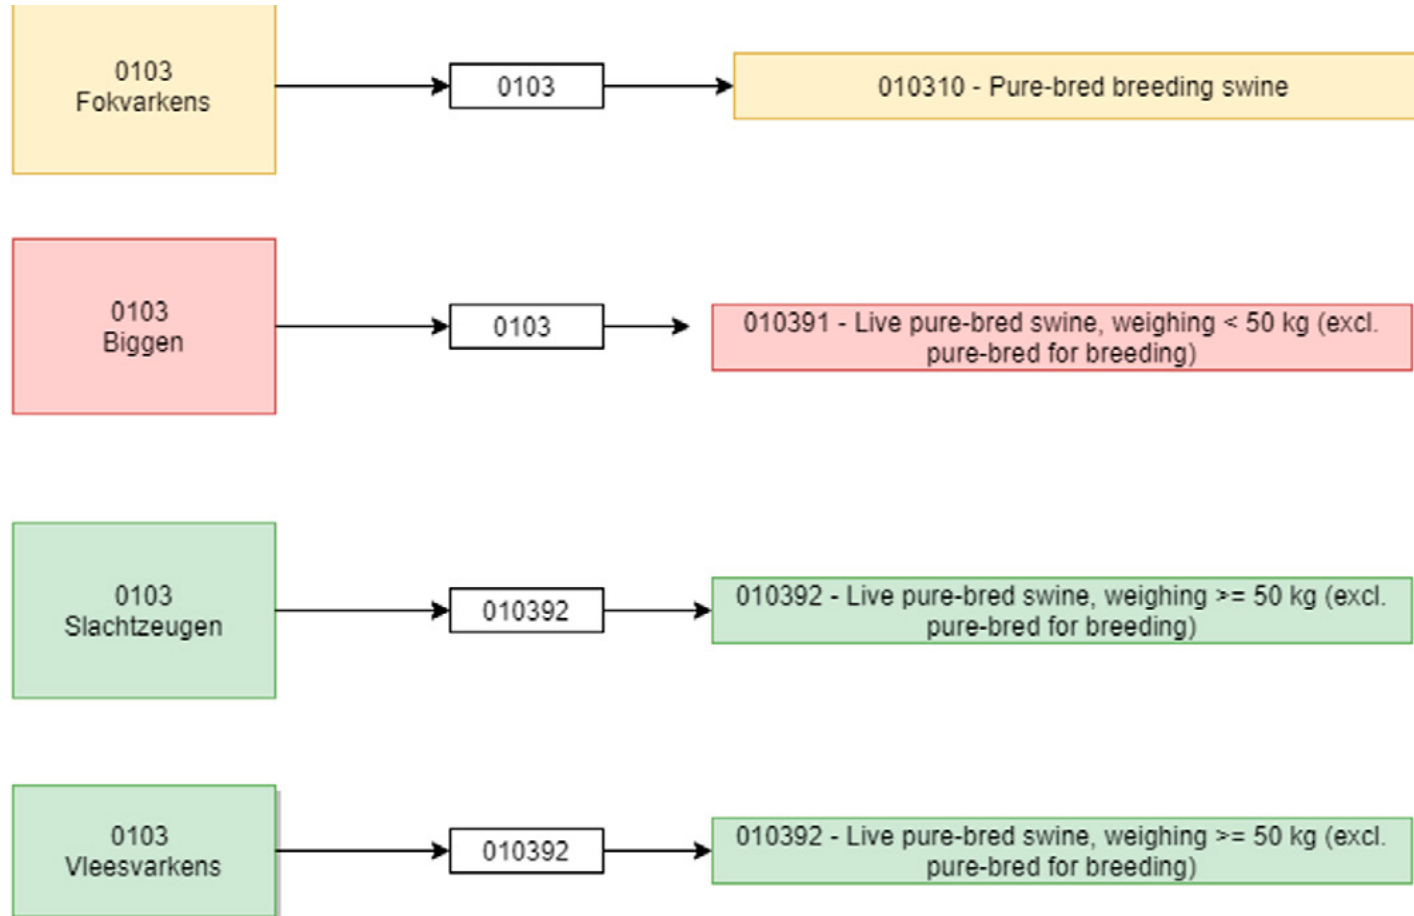 0103
Fokvarkens
0103
010310 - Pure-bred breeding swine
0103
Biggen
0103
010391 - Live pure-bred swine, weighing < 50 kg (excl.
pure-bred for breeding)
0103
Slachtzeugen
010392
010392 - Live pure-bred swine, weighing >= 50 kg (excl.
pure-bred for breeding)
0103
Vleesvarkens
010392
010392 - Live pure-bred swine, weighing >= 50 kg (excl.
pure-bred for breeding)